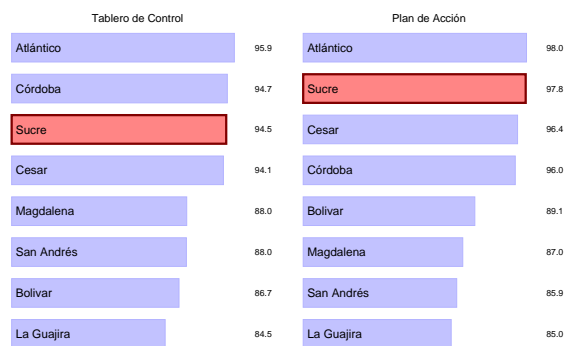 Tablero de Control
Atlántico 95.9
Córdoba 94.7
Sucre 94.5
Cesar 94.1
Magdalena 88.0
San Andrés 88.0
Bolivar 86.7
La Guajira 84.5
Plan de Acción
Atlántico 98.0
Sucre 97.8
Cesar 96.4
Córdoba 96.0
Bolivar 89.1
Magdalena 87.0
San Andrés 85.9
La Guajira 85.0